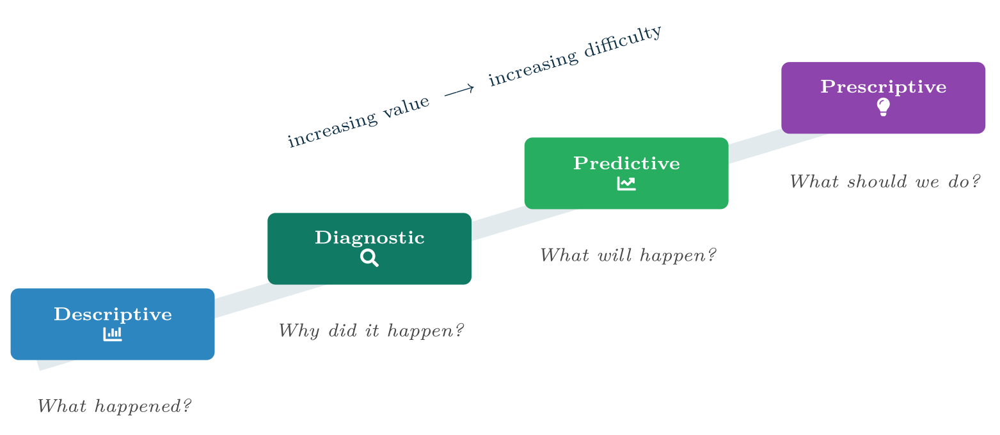 increasing value → increasing difficulty
Prescriptive
What should we do?
Predictive
What will happen?
Diagnostic
Why did it happen?
Descriptive
What happened?